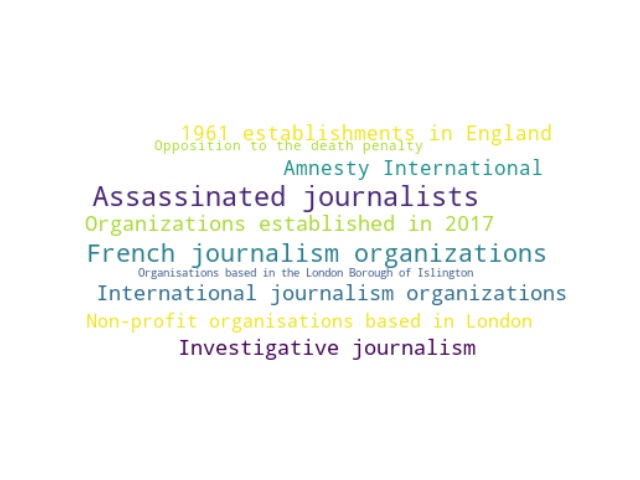 1961 establishments in England
Opposition to the death penalty
Amnesty International
Assassinated journalists
Organizations established in 2017
French journalism organizations
Organisations based in the London Borough of Islington
International journalism organizations
Non-profit organisations based in London
Investigative journalism